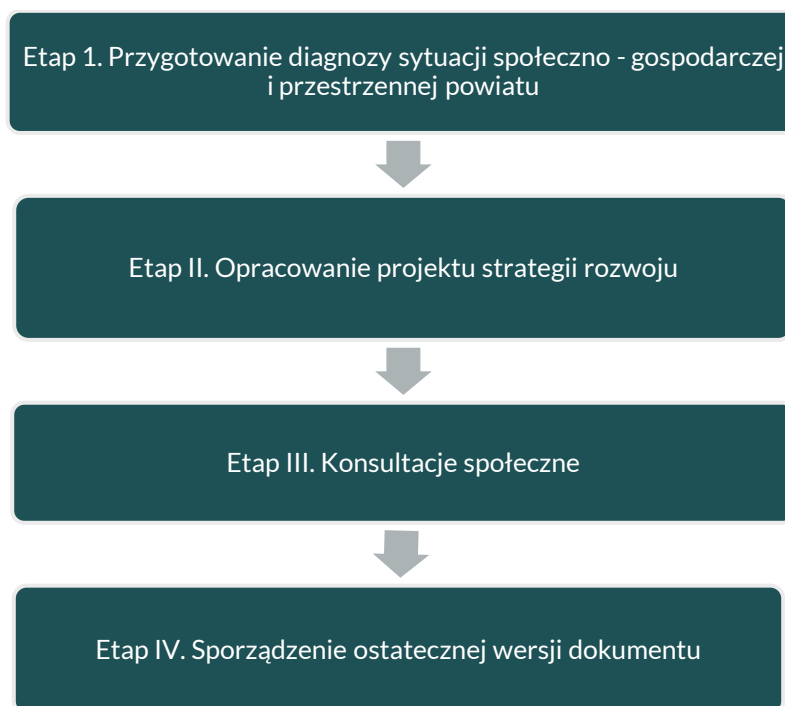 Etap 1. Przygotowanie diagnozy sytuacji społeczno - gospodarczej
i przestrzennej powiatu
Etap II. Opracowanie projektu strategii rozwoju
Etap III. Konsultacje społeczne
Etap IV. Sporządzenie ostatecznej wersji dokumentu